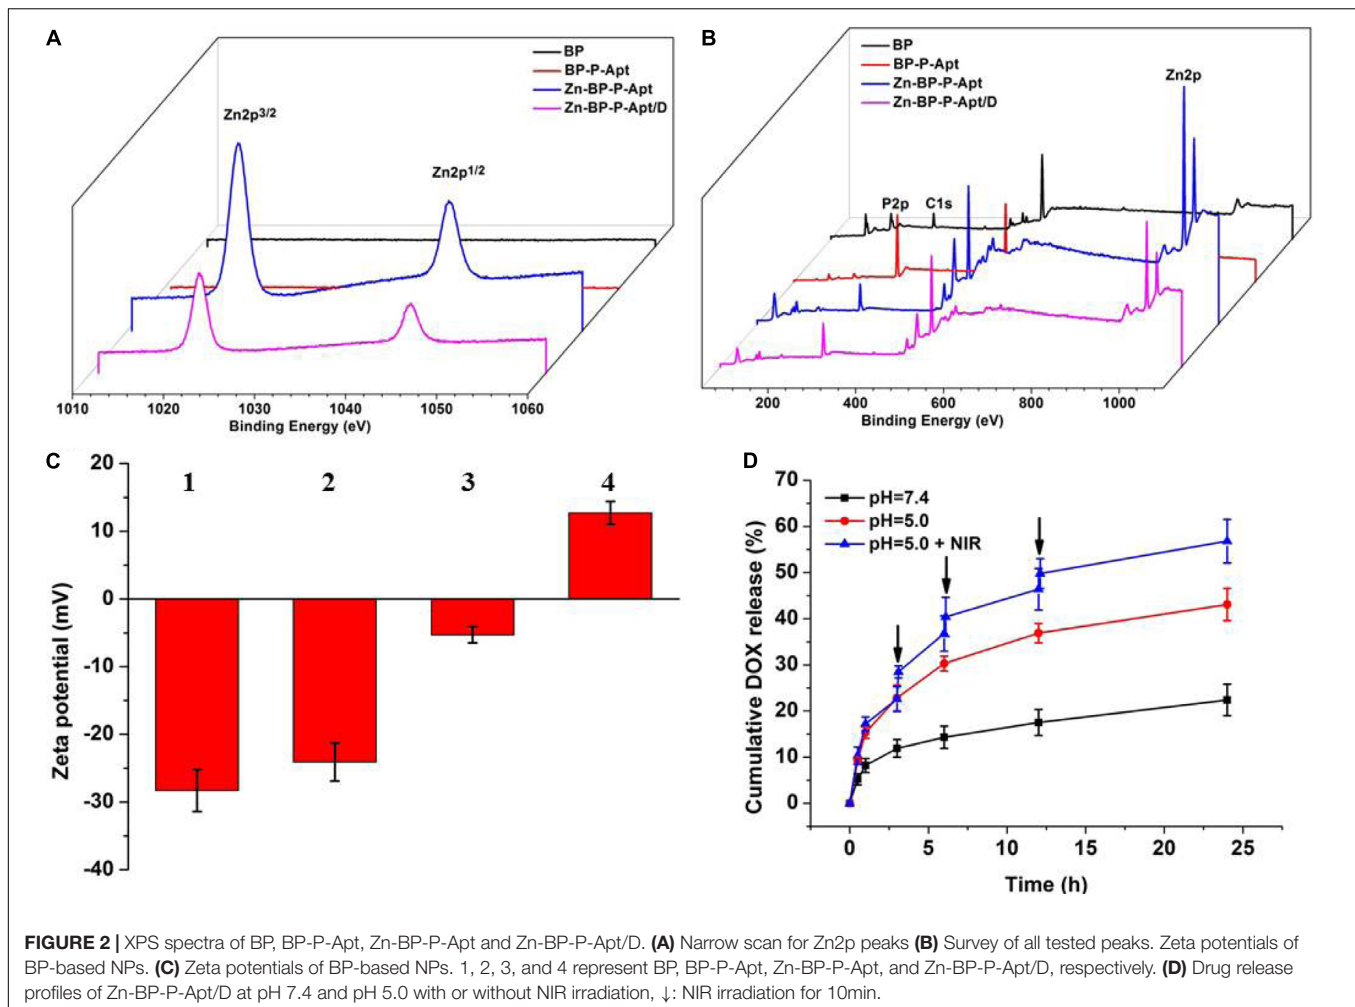 A
BP
BP-P-Apt
Zn-BP-P-Apt
Zn-BP-P-Apt/D
Zn2p3/2
Zn2p1/2
1010 1020 1030 1040 1050 1060
Binding Energy (eV)
B
BP
BP-P-Apt
Zn-BP-P-Apt
Zn-BP-P-Apt/D
Zn2p
P2p C1s
200 400 600 800 1000
Binding Energy (eV)
C
Zeta potential (mV)
20
10
0
-10
-20
-30
-40
1 2 3 4
D
Cumulative DOX release (%)
70
60
50
40
30
20
10
0
pH=7.4
pH=5.0
pH=5.0 + NIR
0 5 10 15 20 25
Time (h)
FIGURE 2 | XPS spectra of BP, BP-P-Apt, Zn-BP-P-Apt and Zn-BP-P-Apt/D. (A) Narrow scan for Zn2p peaks (B) Survey of all tested peaks. Zeta potentials of
BP-based NPs. (C) Zeta potentials of BP-based NPs. 1, 2, 3, and 4 represent BP, BP-P-Apt, Zn-BP-P-Apt, and Zn-BP-P-Apt/D, respectively. (D) Drug release
profiles of Zn-BP-P-Apt/D at pH 7.4 and pH 5.0 with or without NIR irradiation, ↓: NIR irradiation for 10min.